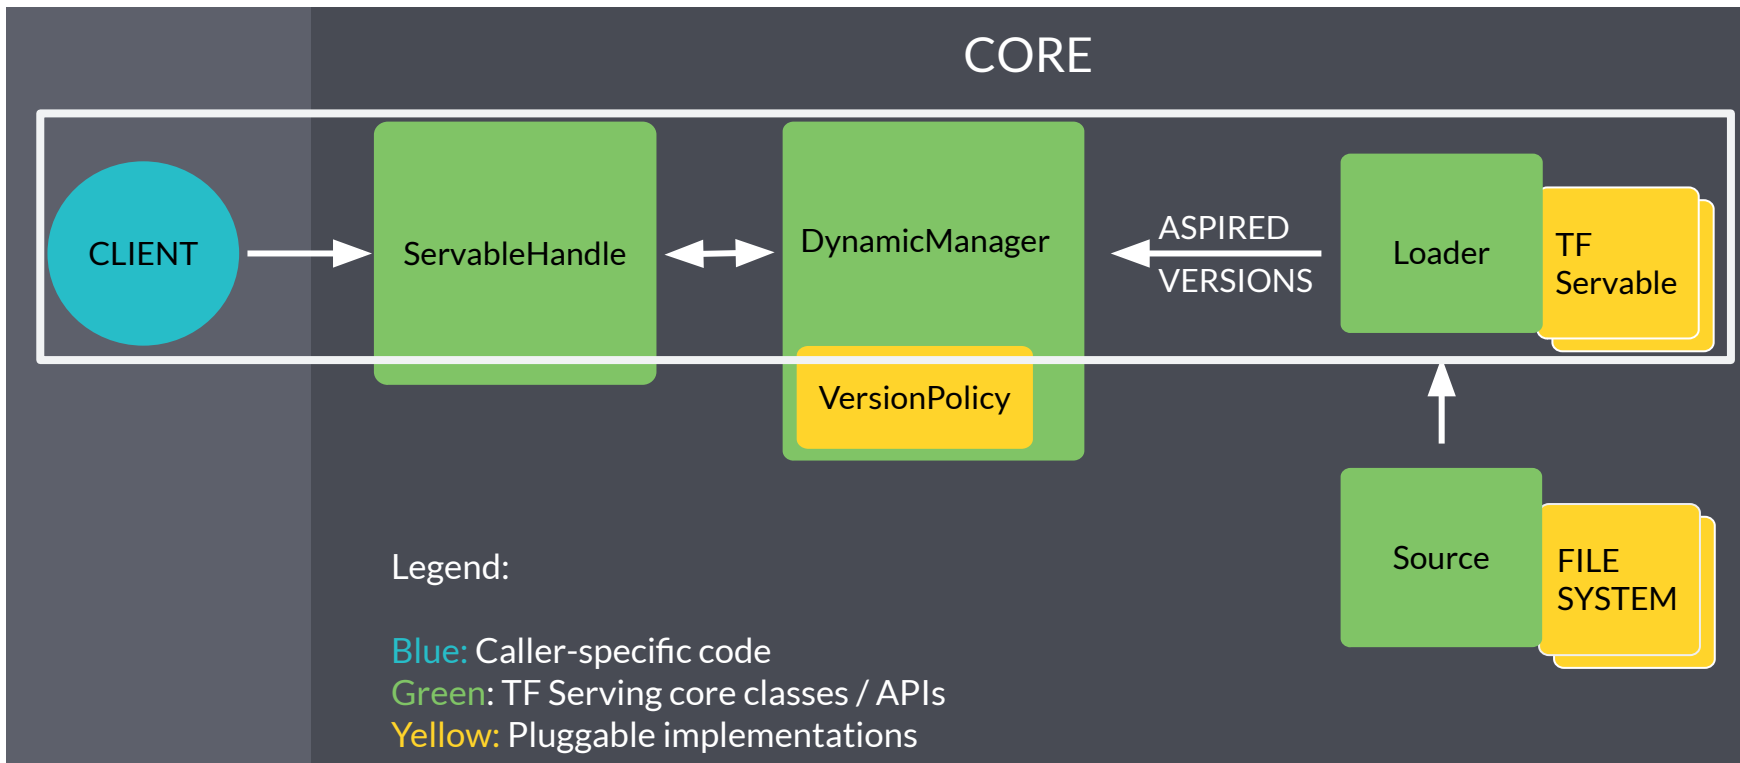 CORE
CLIENT
ServableHandle
DynamicManager
VersionPolicy
ASPIRED
VERSIONS
Loader
TF
Servable
Source
FILE
SYSTEM
Legend:
Blue: Caller-specific code
Green: TF Serving core classes / APIs
Yellow: Pluggable implementations